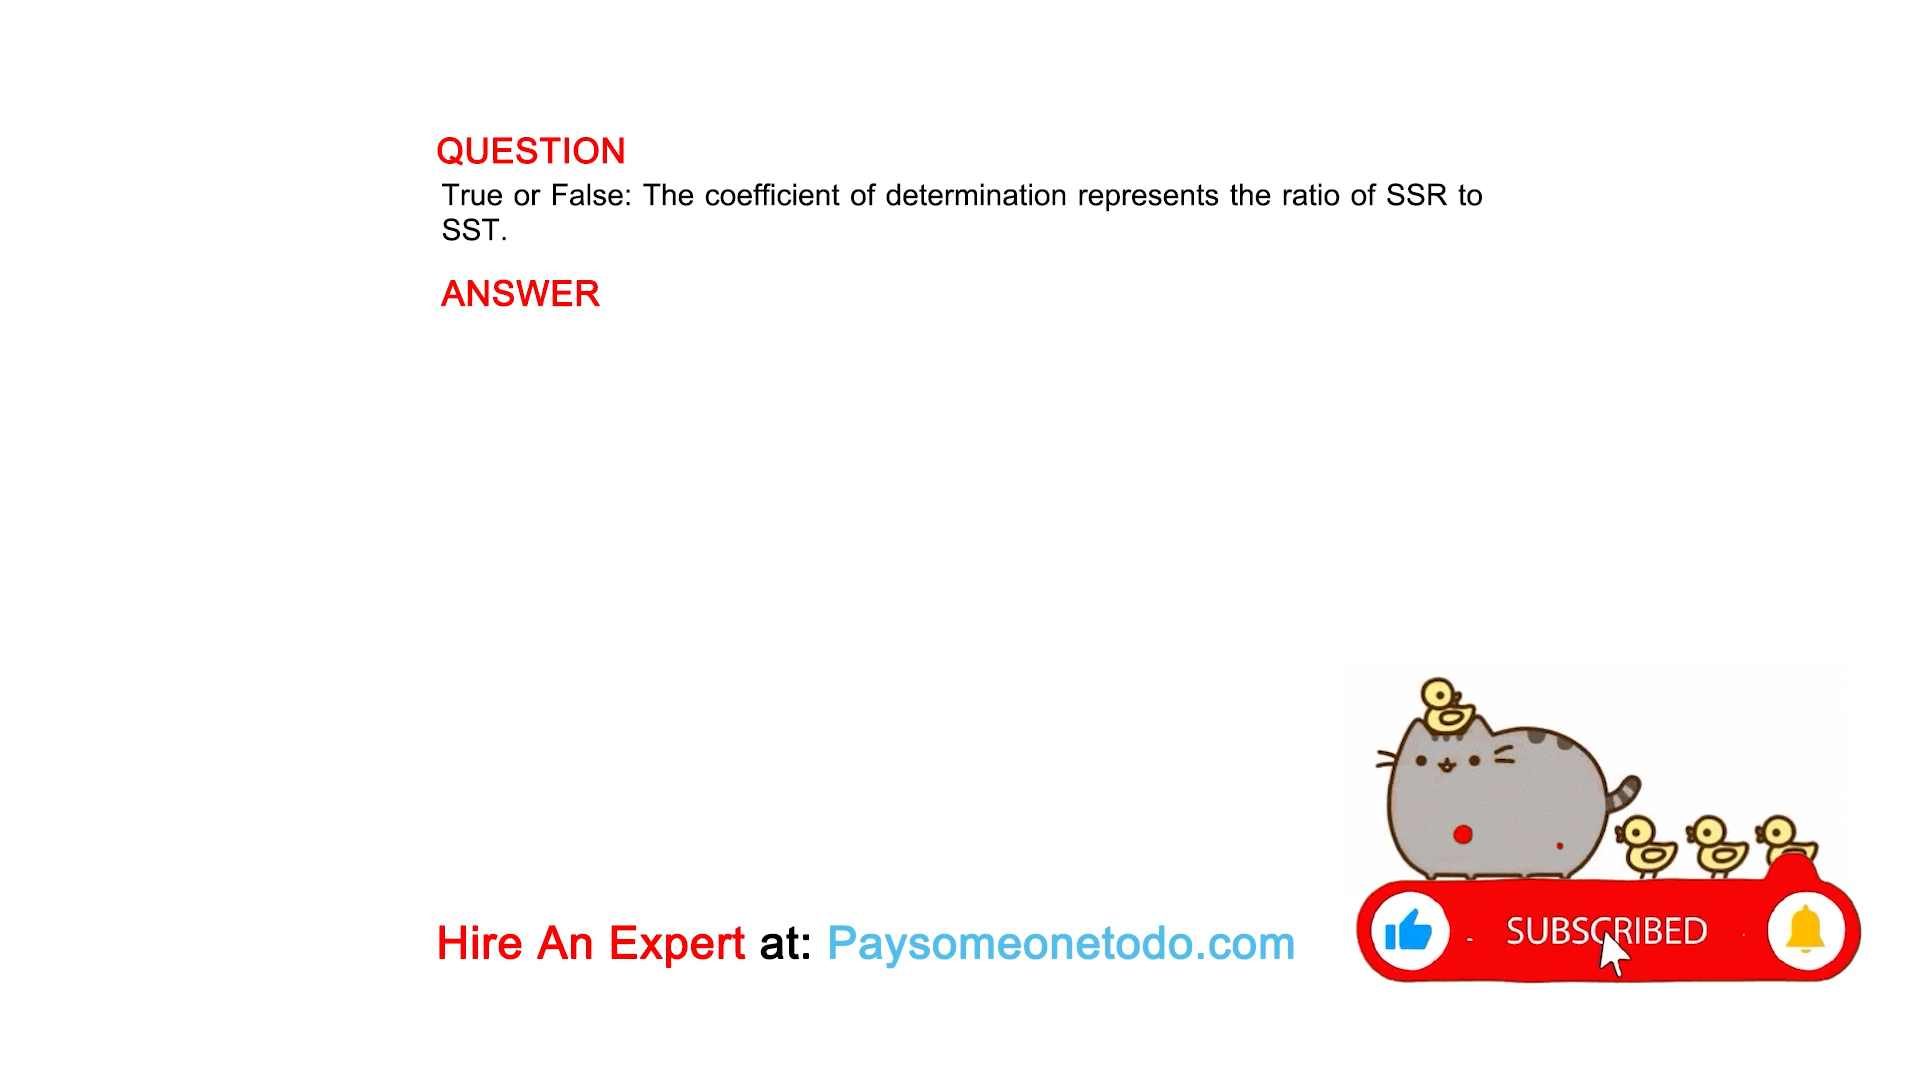 QUESTION
True or False: The coefficient of determination represents the ratio of SSR to
SST.
ANSWER
Hire An Expert at: Paysomeonetodo.com
SUBSCRIBED